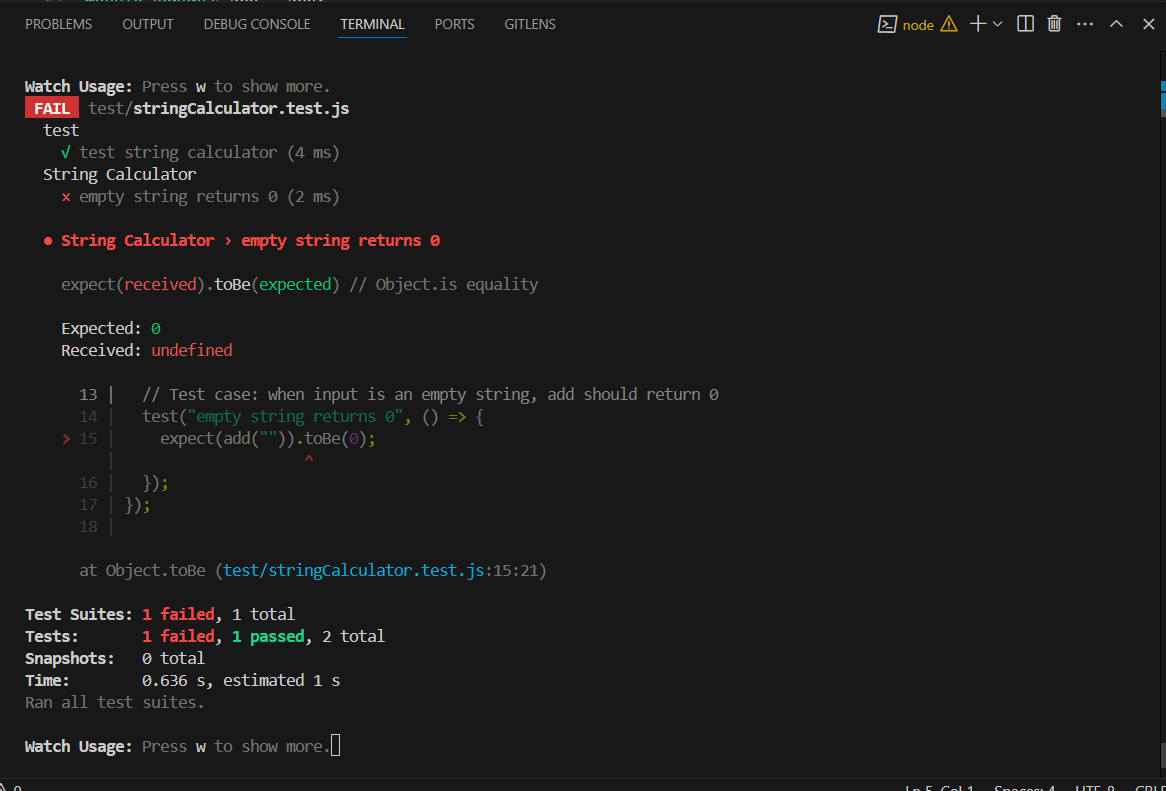 PROBLEMS OUTPUT DEBUG CONSOLE TERMINAL PORTS GITLENS node
Watch Usage: Press w to show more.
FAIL test/stringCalculator.test.js
test
√ test string calculator (4 ms)
String Calculator
× empty string returns 0 (2 ms)
● String Calculator › empty string returns 0
expect(received).toBe(expected) // Object.is equality
Expected: 0
Received: undefined
13 | // Test case: when input is an empty string, add should return 0
14 | test("empty string returns 0", () => {
> 15 | expect(add("")).toBe(0);
| ^
16 | });
17 | });
18 |
at Object.toBe (test/stringCalculator.test.js:15:21)
Test Suites: 1 failed, 1 total
Tests: 1 failed, 1 passed, 2 total
Snapshots: 0 total
Time: 0.636 s, estimated 1 s
Ran all test suites.
Watch Usage: Press w to show more.
0 Ln 5, Col 1 Spaces: 4 UTF-8